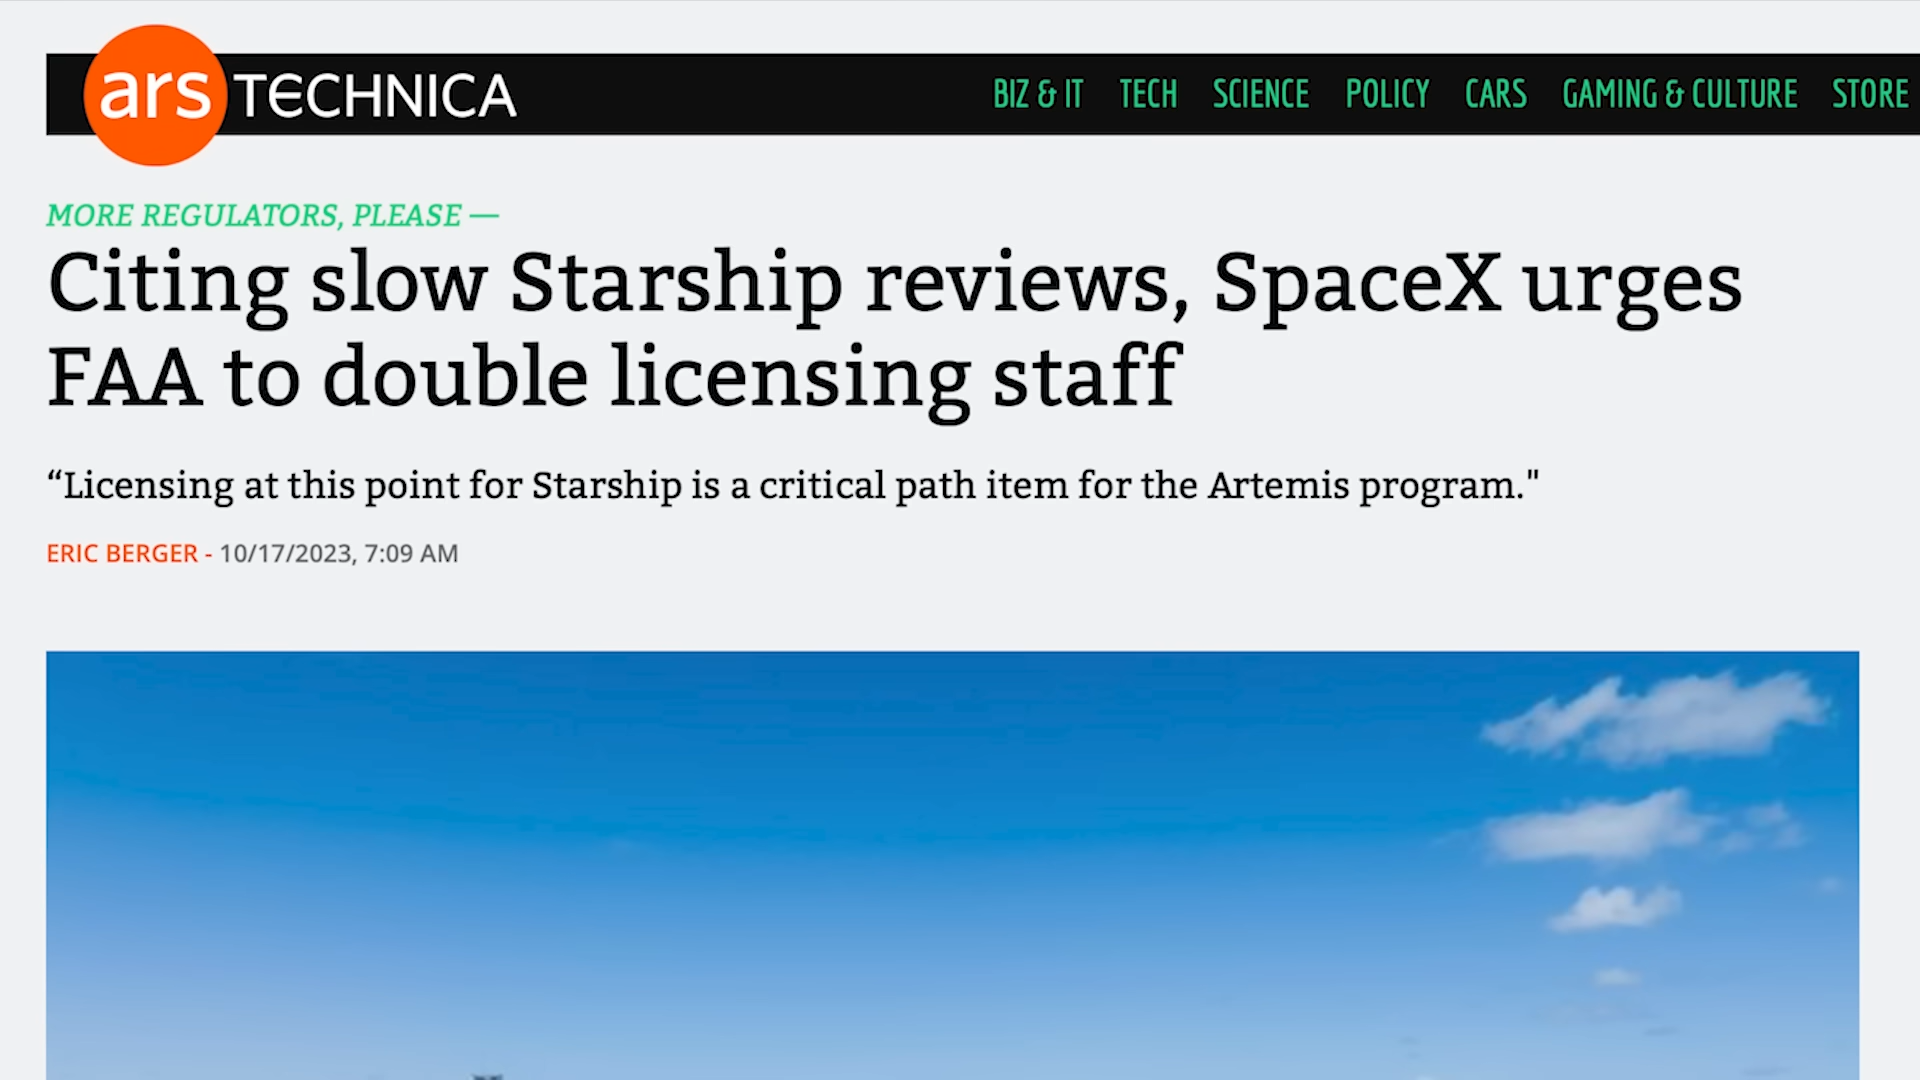 ars TECHNICA
BIZ & IT TECH SCIENCE POLICY CARS GAMING & CULTURE STORE
MORE REGULATORS, PLEASE —
Citing slow Starship reviews, SpaceX urges
FAA to double licensing staff
“Licensing at this point for Starship is a critical path item for the Artemis program."
ERIC BERGER - 10/17/2023, 7:09 AM